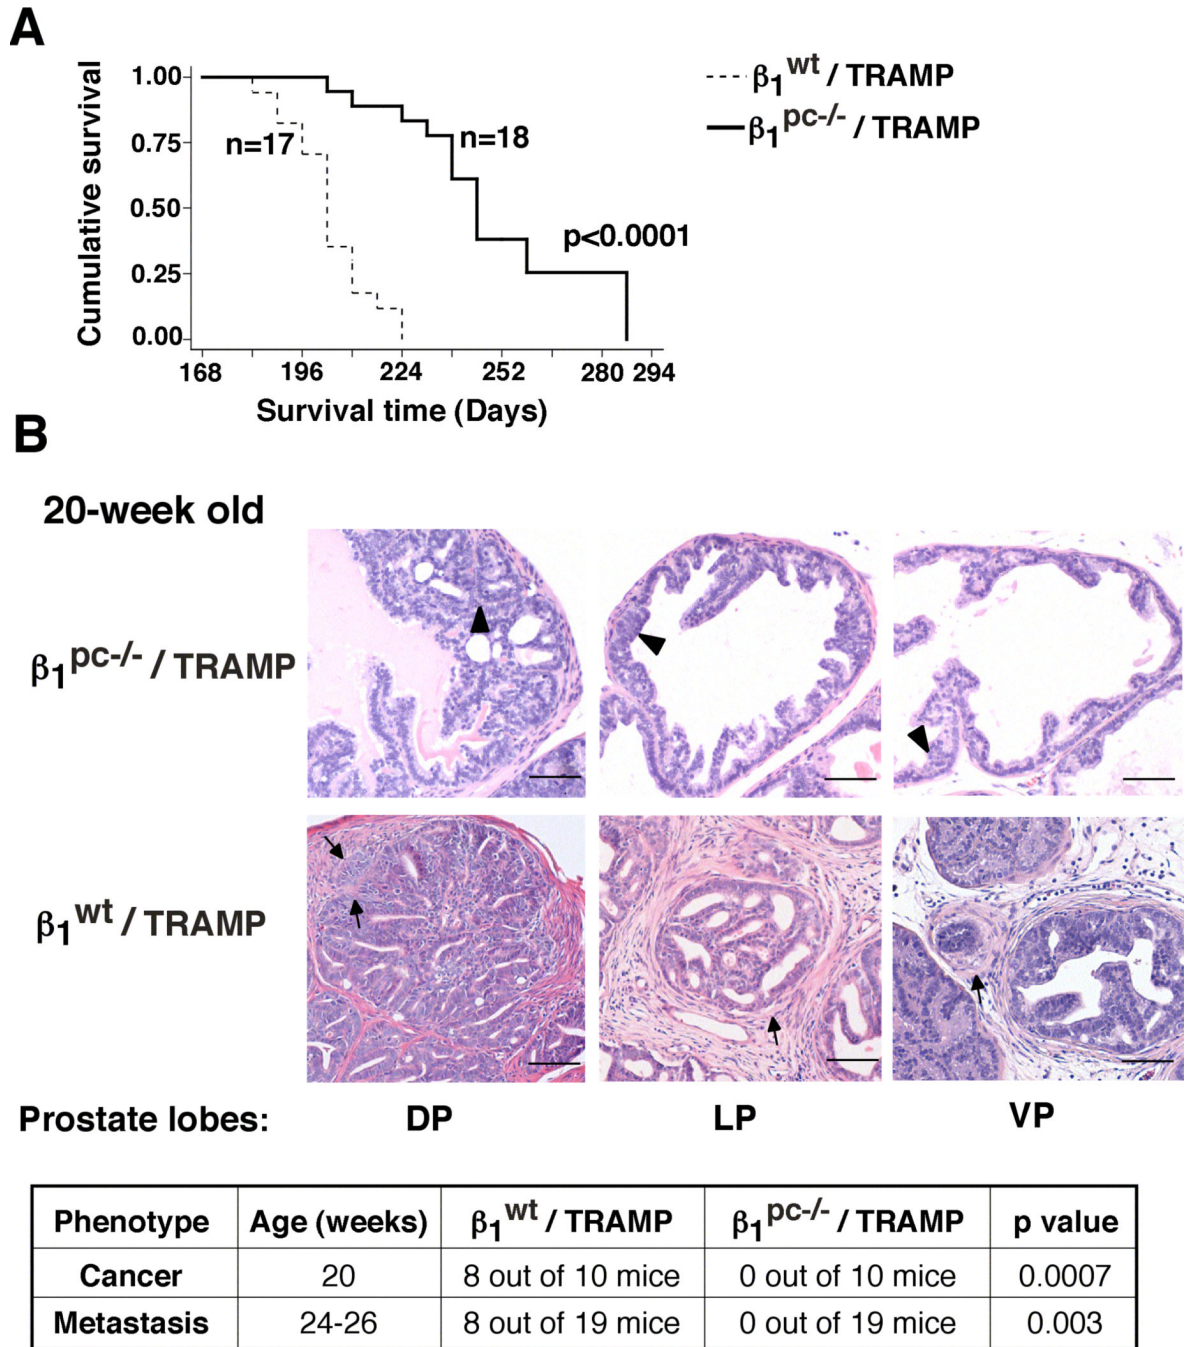 A
Cumulative survival
1.00
0.75
0.50
0.25
0.00
n=17
n=18
p<0.0001
168 196 224 252 280 294
Survival time (Days)
β1wt / TRAMP
β1pc-/- / TRAMP
B
20-week old
β1pc-/- / TRAMP
β1wt / TRAMP
Prostate lobes: DP LP VP
Phenotype Age (weeks) β1wt / TRAMP β1pc-/- / TRAMP p value
Cancer 20 8 out of 10 mice 0 out of 10 mice 0.0007
Metastasis 24-26 8 out of 19 mice 0 out of 19 mice 0.003